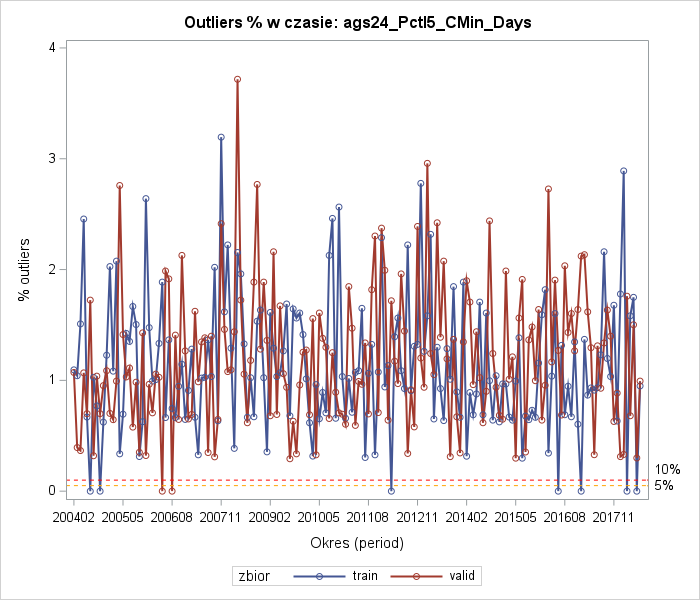 Outliers % w czasie: ags24_Pctl5_CMin_Days
% outliers
4
3
2
1
0
10%
5%
200402 200505 200608 200711 200902 201005 201108 201211 201402 201505 201608 201711
Okres (period)
zbior train valid